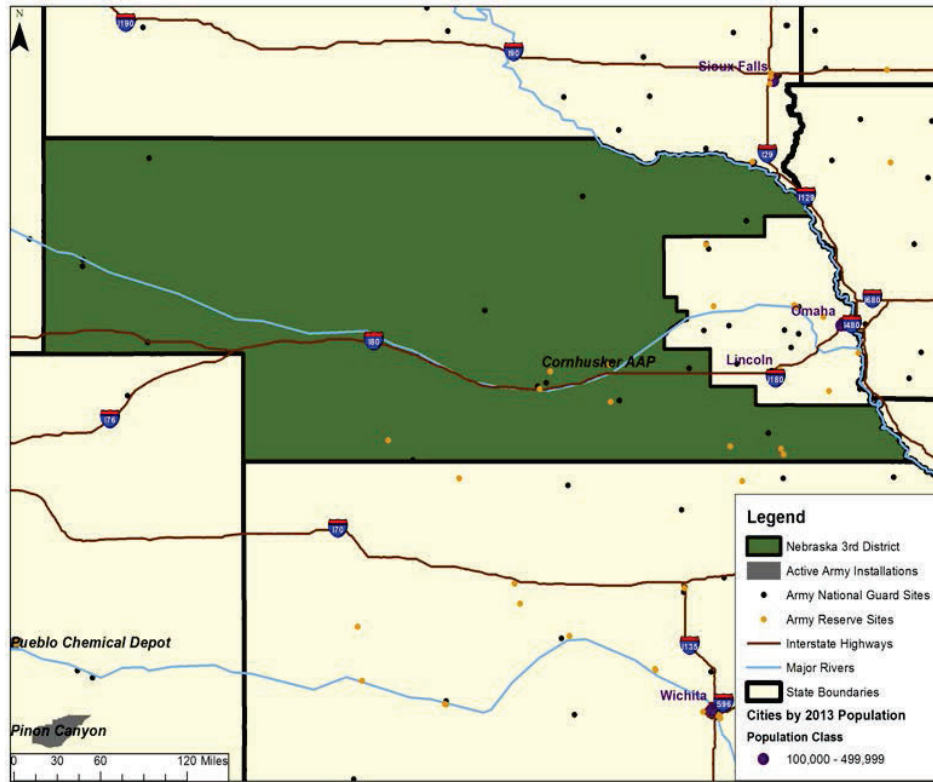 N
I190
I90
Sioux Falls
I29
I129
I680
Omaha
I480
I80
Cornhusker AAP
Lincoln
I180
I76
I70
Pueblo Chemical Depot
I135
Wichita
Pinon Canyon
0 30 60 120 Miles
Legend
Nebraska 3rd District
Active Army Installations
Army National Guard Sites
Army Reserve Sites
Interstate Highways
Major Rivers
State Boundaries
Cities by 2013 Population
Population Class
100,000 - 499,999